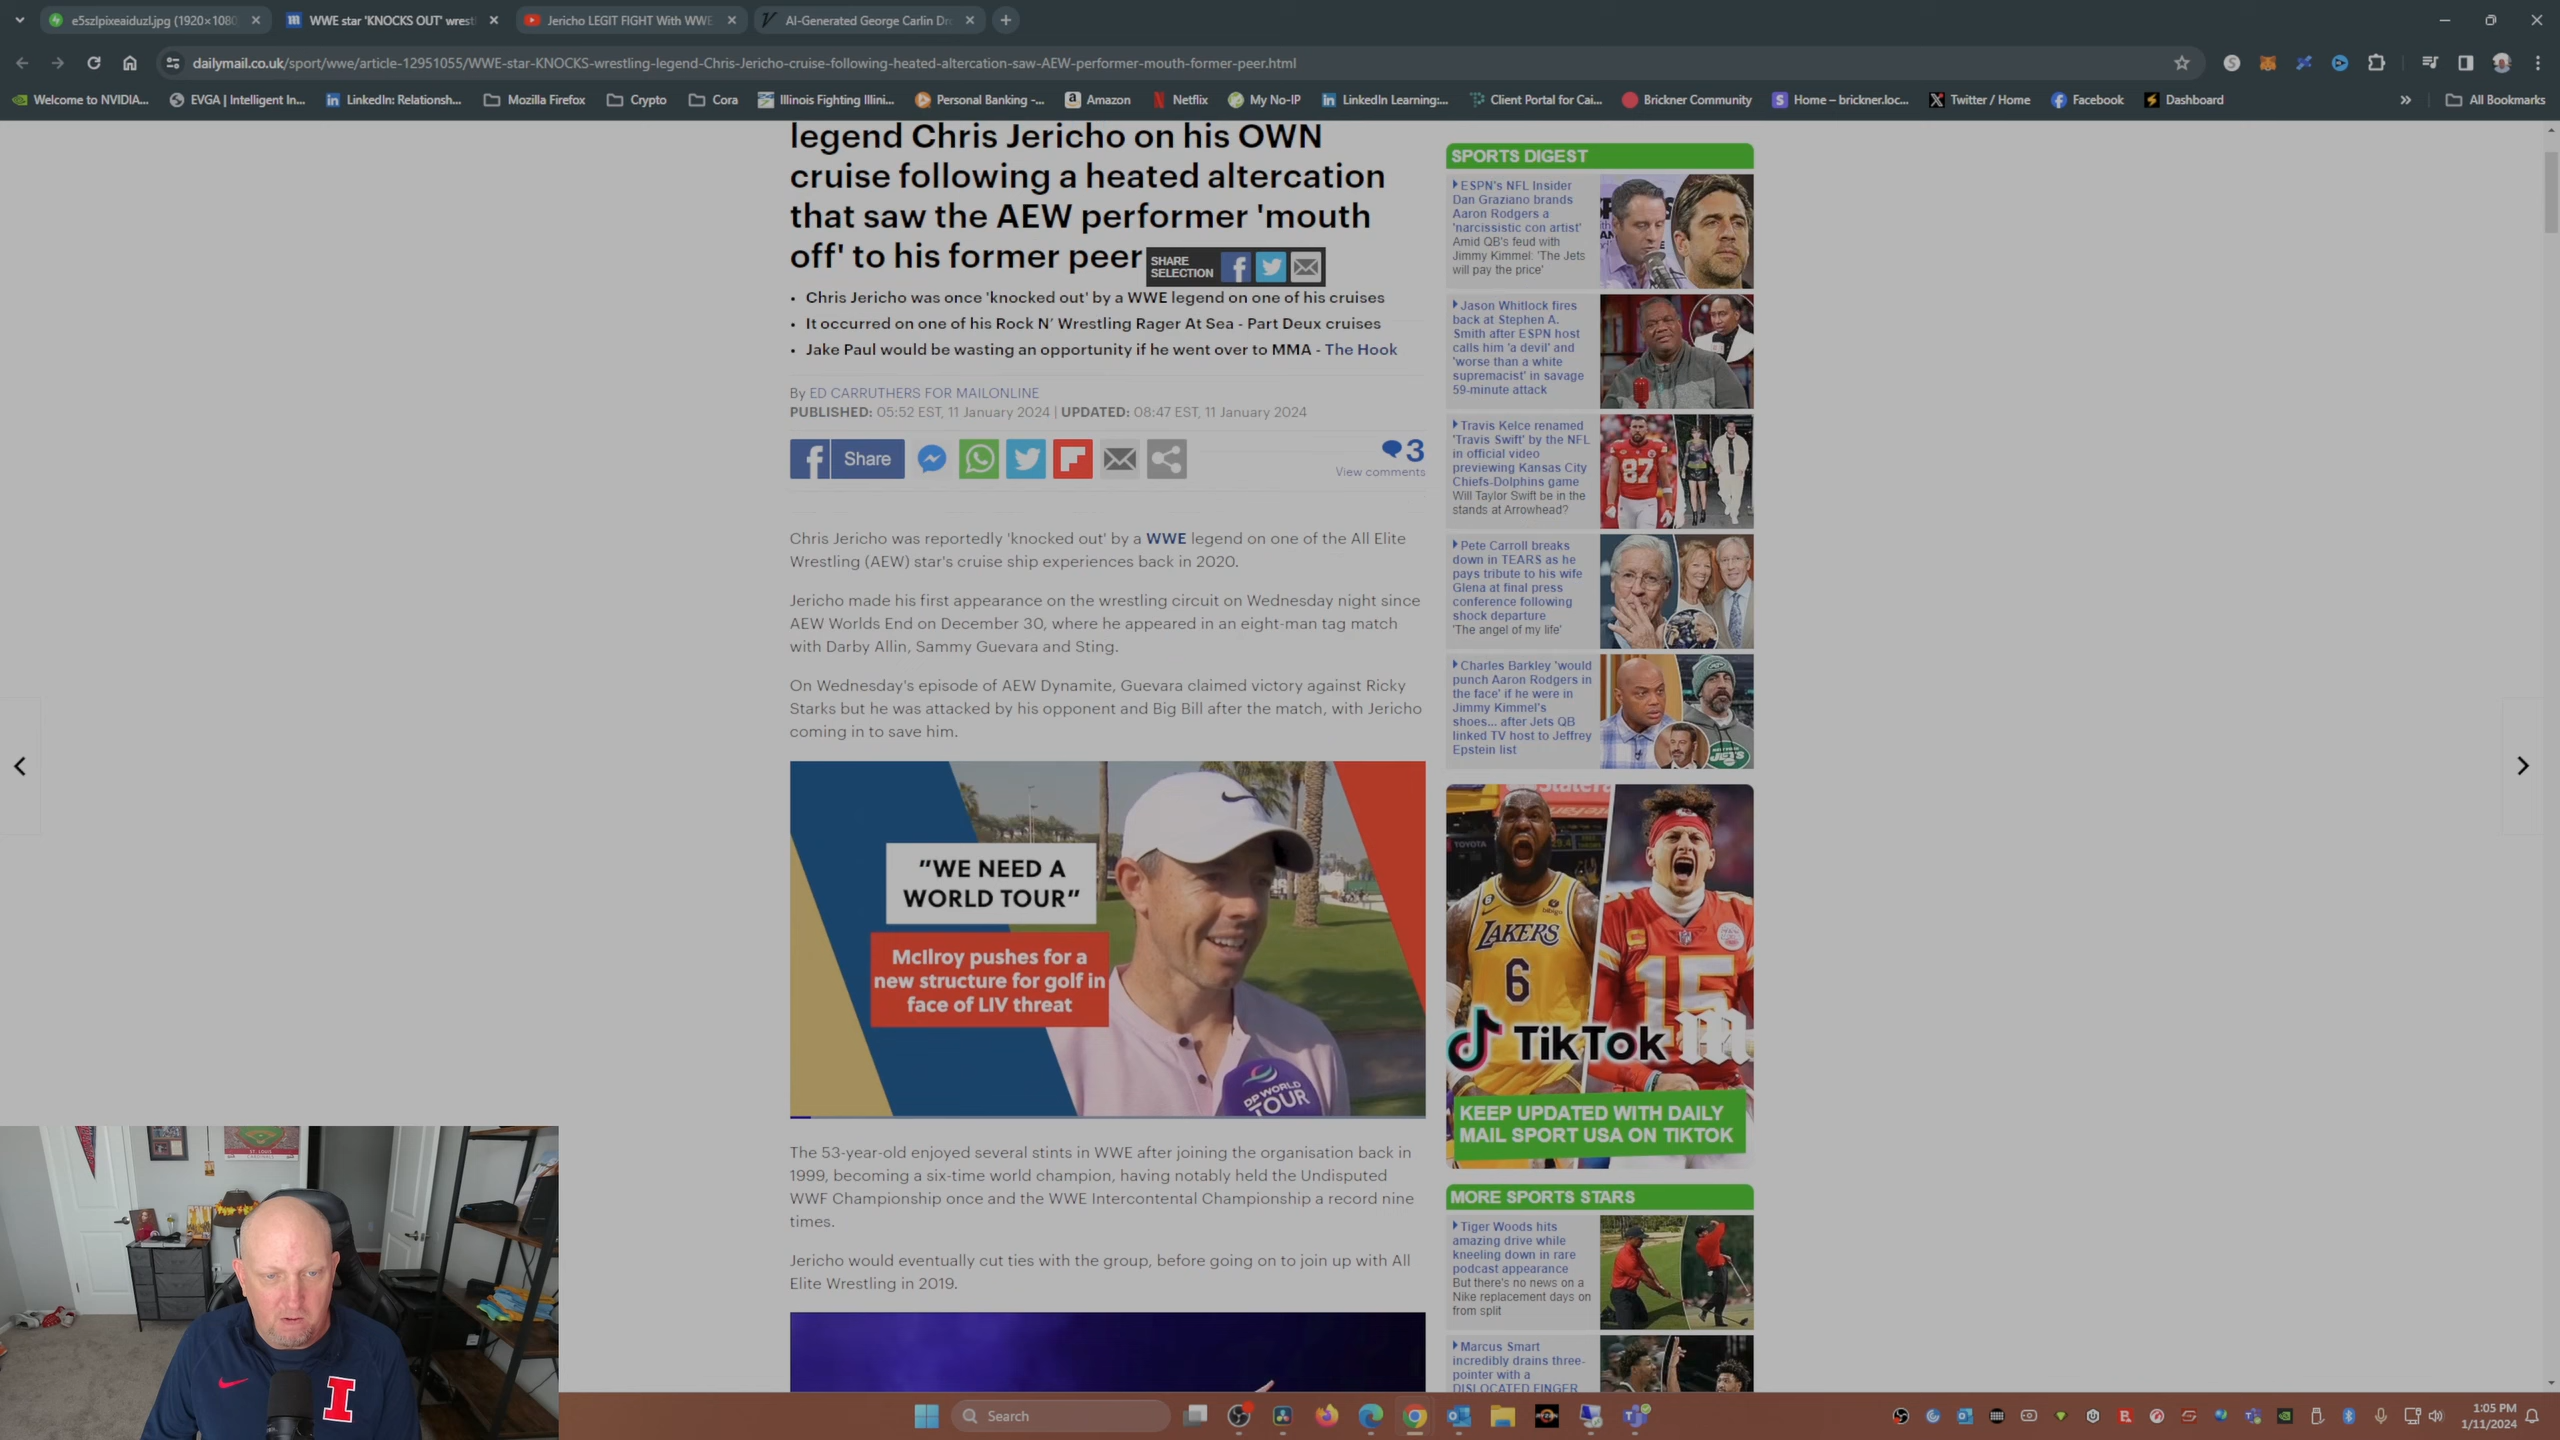 e5szlpixeaiduzl.jpg (1920×1080
WWE star 'KNOCKS OUT' wrest
Jericho LEGIT FIGHT With WWE
AI-Generated George Carlin Dr
dailymail.co.uk/sport/wwe/article-12951055/WWE-star-KNOCKS-wrestling-legend-Chris-Jericho-cruise-following-heated-altercation-saw-AEW-performer-mouth-former-peer.html
Welcome to NVIDIA...
EVGA | Intelligent In...
LinkedIn: Relationsh...
Mozilla Firefox
Crypto
Cora
Illinois Fighting Illini...
Personal Banking -...
Amazon
Netflix
My No-IP
LinkedIn Learning:...
Client Portal for Cai...
Brickner Community
Home – brickner.loc...
Twitter / Home
Facebook
Dashboard
All Bookmarks
legend Chris Jericho on his OWN
cruise following a heated altercation
that saw the AEW performer 'mouth
off' to his former peer
SHARE
SELECTION
• Chris Jericho was once 'knocked out' by a WWE legend on one of his cruises
• It occurred on one of his Rock N' Wrestling Rager At Sea - Part Deux cruises
• Jake Paul would be wasting an opportunity if he went over to MMA - The Hook
By ED CARRUTHERS FOR MAILONLINE
PUBLISHED: 05:52 EST, 11 January 2024 | UPDATED: 08:47 EST, 11 January 2024
Share
3
View comments
Chris Jericho was reportedly 'knocked out' by a WWE legend on one of the All Elite
Wrestling (AEW) star's cruise ship experiences back in 2020.
Jericho made his first appearance on the wrestling circuit on Wednesday night since
AEW Worlds End on December 30, where he appeared in an eight-man tag match
with Darby Allin, Sammy Guevara and Sting.
On Wednesday's episode of AEW Dynamite, Guevara claimed victory against Ricky
Starks but he was attacked by his opponent and Big Bill after the match, with Jericho
coming in to save him.
"WE NEED A
WORLD TOUR"
McIlroy pushes for a
new structure for golf in
face of LIV threat
DP WORLD
TOUR
The 53-year-old enjoyed several stints in WWE after joining the organisation back in
1999, becoming a six-time world champion, having notably held the Undisputed
WWF Championship once and the WWE Intercontental Championship a record nine
times.
Jericho would eventually cut ties with the group, before going on to join up with All
Elite Wrestling in 2019.
SPORTS DIGEST
ESPN's NFL Insider
Dan Graziano brands
Aaron Rodgers a
'narcissistic con artist'
Amid QB's feud with
Jimmy Kimmel: 'The Jets
will pay the price'
Jason Whitlock fires
back at Stephen A.
Smith after ESPN host
calls him 'a devil' and
'worse than a white
supremacist' in savage
59-minute attack
Travis Kelce renamed
'Travis Swift' by the NFL
in official video
previewing Kansas City
Chiefs-Dolphins game
Will Taylor Swift be in the
stands at Arrowhead?
87
Pete Carroll breaks
down in TEARS as he
pays tribute to his wife
Glena at final press
conference following
shock departure
'The angel of my life'
Charles Barkley 'would
punch Aaron Rodgers in
the face' if he were in
Jimmy Kimmel's
shoes... after Jets QB
linked TV host to Jeffrey
Epstein list
TOYOTA
bibigo
LAKERS
6
15
TikTok
KEEP UPDATED WITH DAILY
MAIL SPORT USA ON TIKTOK
MORE SPORTS STARS
Tiger Woods hits
amazing drive while
kneeling down in rare
podcast appearance
But there's no news on a
Nike replacement days on
from split
Marcus Smart
incredibly drains three-
pointer with a
DISLOCATED FINGER
ST. LOUIS
I
Search
1:05 PM
1/11/2024